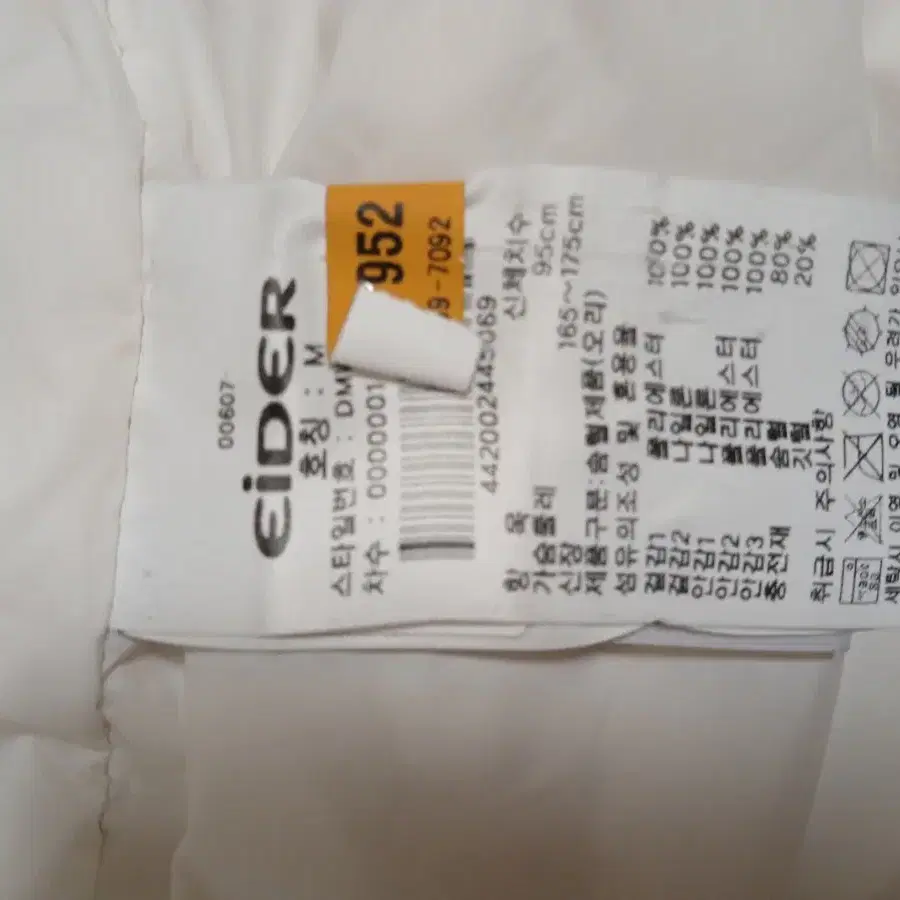 00607
EiDER
호칭 : M
스타일번호 : DM
952
차수 : 0000001
9-7092
4420024445069
항 목 신체치수
가슴둘레 95cm
신장 165~175cm
제품구분:솜털제품(오리)
섬유의조성 및 혼용율
겉감1 폴리에스터 100%
겉감2 나일론 100%
안감1 나일론 100%
안감2 폴리에스터 100%
안감3 폴리에스터 100%
충전재 솜털 80%
깃털 20%
취급시 주의사항